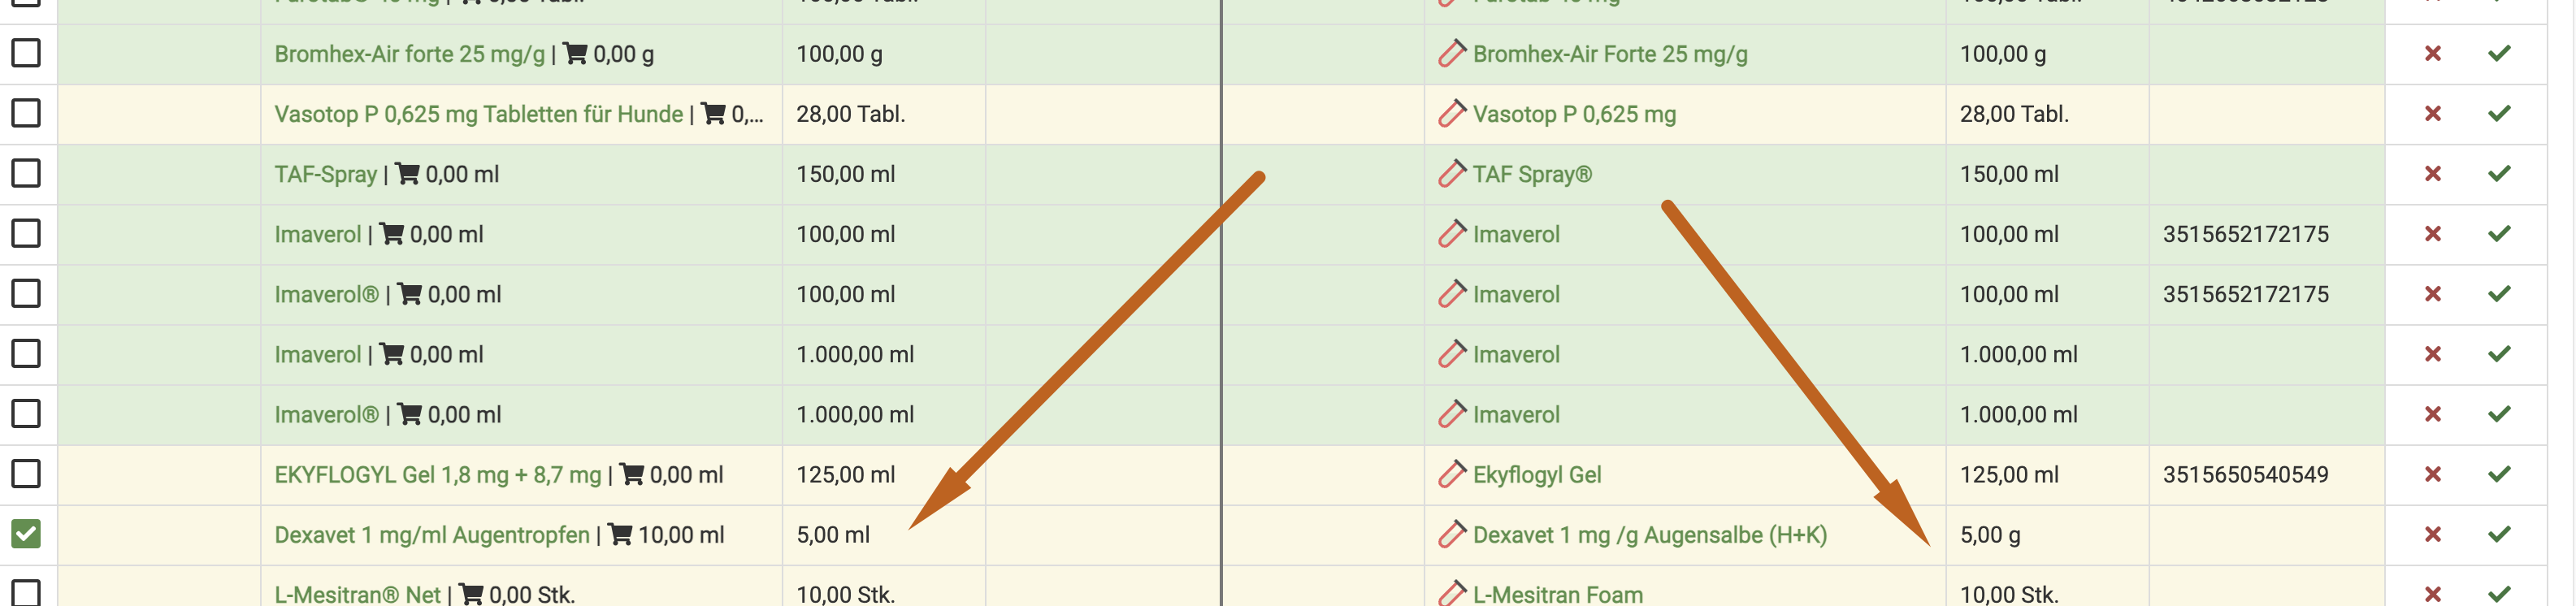 Bromhex-Air forte 25 mg/g | 0,00 g 100,00 g Bromhex-Air Forte 25 mg/g 100,00 g
Vasotop P 0,625 mg Tabletten für Hunde | 0,... 28,00 Tabl. Vasotop P 0,625 mg 28,00 Tabl.
TAF-Spray | 0,00 ml 150,00 ml TAF Spray® 150,00 ml
Imaverol | 0,00 ml 100,00 ml Imaverol 100,00 ml 3515652172175
Imaverol® | 0,00 ml 100,00 ml Imaverol 100,00 ml 3515652172175
Imaverol | 0,00 ml 1.000,00 ml Imaverol 1.000,00 ml
Imaverol® | 0,00 ml 1.000,00 ml Imaverol 1.000,00 ml
EKYFLOGYL Gel 1,8 mg + 8,7 mg | 0,00 ml 125,00 ml Ekyflogyl Gel 125,00 ml 3515650540549
Dexavet 1 mg/ml Augentropfen | 10,00 ml 5,00 ml Dexavet 1 mg /g Augensalbe (H+K) 5,00 g
L-Mesitran® Net | 0,00 Stk. 10,00 Stk. L-Mesitran Foam 10,00 Stk.